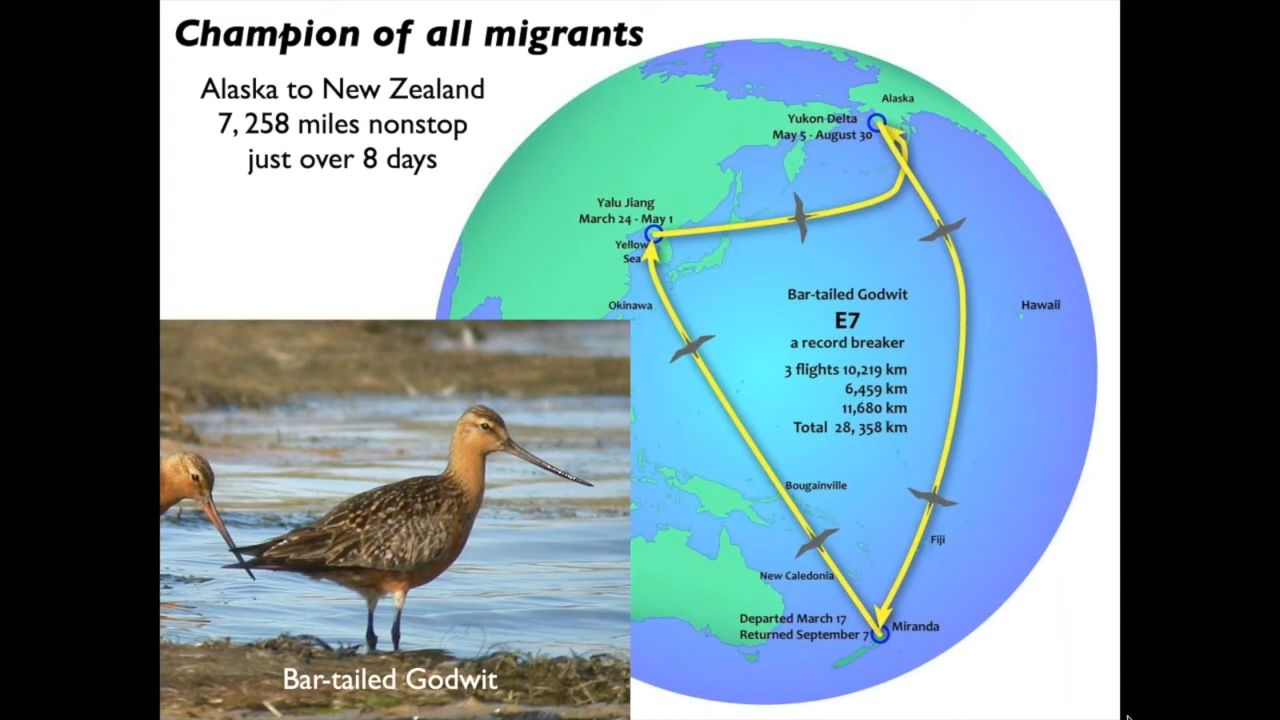 Champion of all migrants
Alaska to New Zealand
7, 258 miles nonstop
just over 8 days
Alaska
Yukon Delta
May 5 - August 30
Yalu Jiang
March 24 - May 1
Yellow
Sea
Okinawa
Hawaii
Bar-tailed Godwit
E7
a record breaker
3 flights 10,219 km
6,459 km
11,680 km
Total 28, 358 km
Bougainville
Fiji
New Caledonia
Departed March 17
Returned September 7
Miranda
Bar-tailed Godwit